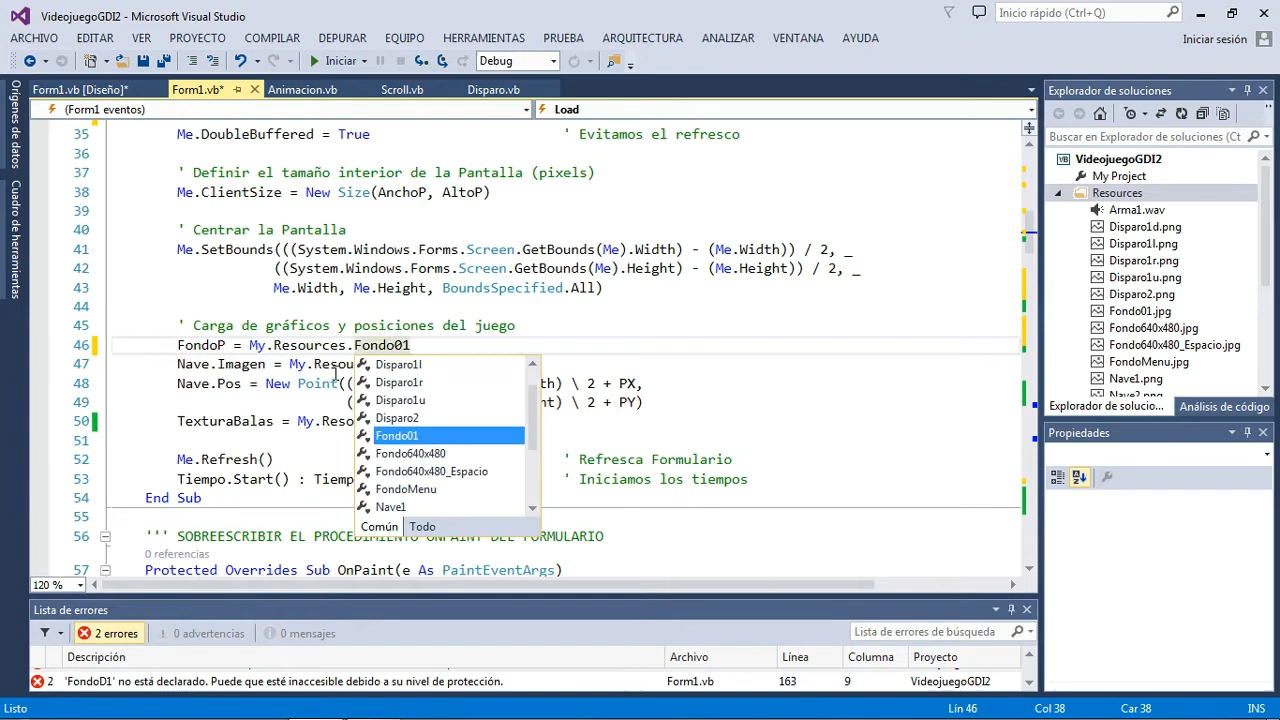 VideojuegoGDI2 - Microsoft Visual Studio
Inicio rápido (Ctrl+Q)
ARCHIVO EDITAR VER PROYECTO COMPILAR DEPURAR EQUIPO HERRAMIENTAS PRUEBA ARQUITECTURA ANALIZAR VENTANA AYUDA
Iniciar sesión
Iniciar
Debug
Orígenes de datos
Cuadro de herramientas
Form1.vb [Diseño]*
Form1.vb*
Animacion.vb
Scroll.vb
Disparo.vb
(Form1 eventos)
Load
35 Me.DoubleBuffered = True ' Evitamos el refresco
36
37 ' Definir el tamaño interior de la Pantalla (pixels)
38 Me.ClientSize = New Size(AnchoP, AltoP)
39
40 ' Centrar la Pantalla
41 Me.SetBounds(((System.Windows.Forms.Screen.GetBounds(Me).Width) - (Me.Width)) / 2, _
42 ((System.Windows.Forms.Screen.GetBounds(Me).Height) - (Me.Height)) / 2, _
43 Me.Width, Me.Height, BoundsSpecified.All)
44
45 ' Carga de gráficos y posiciones del juego
46 FondoP = My.Resources.Fondo01
47 Nave.Imagen = My.Resou
48 Nave.Pos = New Point(( th) \ 2 + PX,
49 ( nt) \ 2 + PY)
50 TexturaBalas = My.Reso
51
52 Me.Refresh() ' Refresca Formulario
53 Tiempo.Start() : Tiemp ' Iniciamos los tiempos
54 End Sub
55
56 ''' SOBREESCRIBIR EL PROCEDIMIENTO ONPAINT DEL FORMULARIO
0 referencias
57 Protected Overrides Sub OnPaint(e As PaintEventArgs)
Disparo1l
Disparo1r
Disparo1u
Disparo2
Fondo01
Fondo640x480
Fondo640x480_Espacio
FondoMenu
Nave1
Común Todo
120 %
Explorador de soluciones
Buscar en Explorador de soluciones (Ct
VideojuegoGDI2
My Project
Resources
Arma1.wav
Disparo1d.png
Disparo1l.png
Disparo1r.png
Disparo1u.png
Disparo2.png
Fondo01.jpg
Fondo640x480.jpg
Fondo640x480_Espacio.jpg
FondoMenu.jpg
Nave1.png
Nave2.png
Explorador de solucio... Análisis de código
Propiedades
Lista de errores
2 errores
0 advertencias
0 mensajes
Lista de errores de búsqueda
Descripción Archivo Línea Columna Proyecto
2 'FondoD1' no está declarado. Puede que esté inaccesible debido a su nivel de protección. Form1.vb 163 9 VideojuegoGDI2
Listo Lín 46 Col 38 Car 38 INS